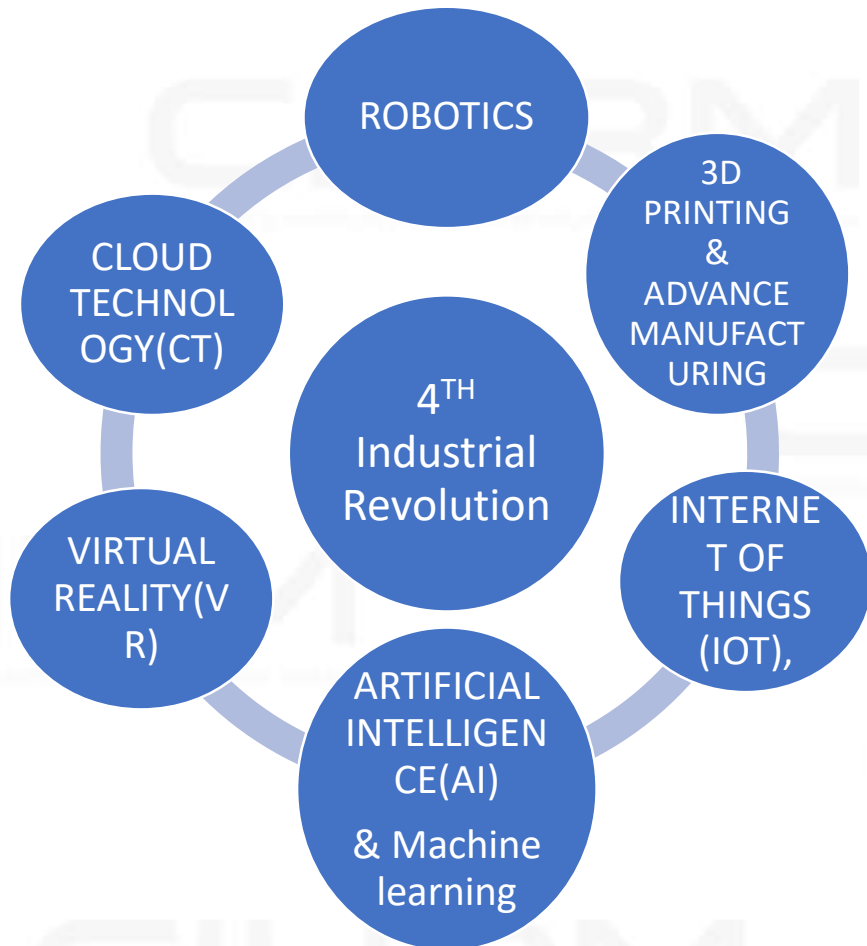 ROBOTICS
3D
PRINTING
&
ADVANCE
MANUFACT
URING
INTERNE
T OF
THINGS
(IOT),
ARTIFICIAL
INTELLIGEN
CE(AI)
& Machine
learning
VIRTUAL
REALITY(V
R)
CLOUD
TECHNOL
OGY(CT)
4TH
Industrial
Revolution